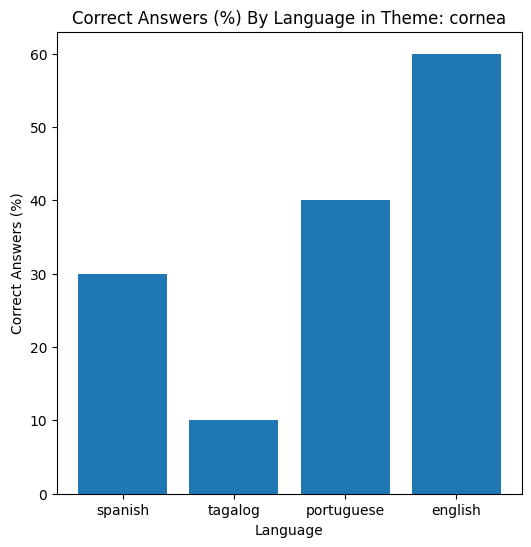 Correct Answers (%) By Language in Theme: cornea
Correct Answers (%)
60
50
40
30
20
10
0
spanish tagalog portuguese english
Language